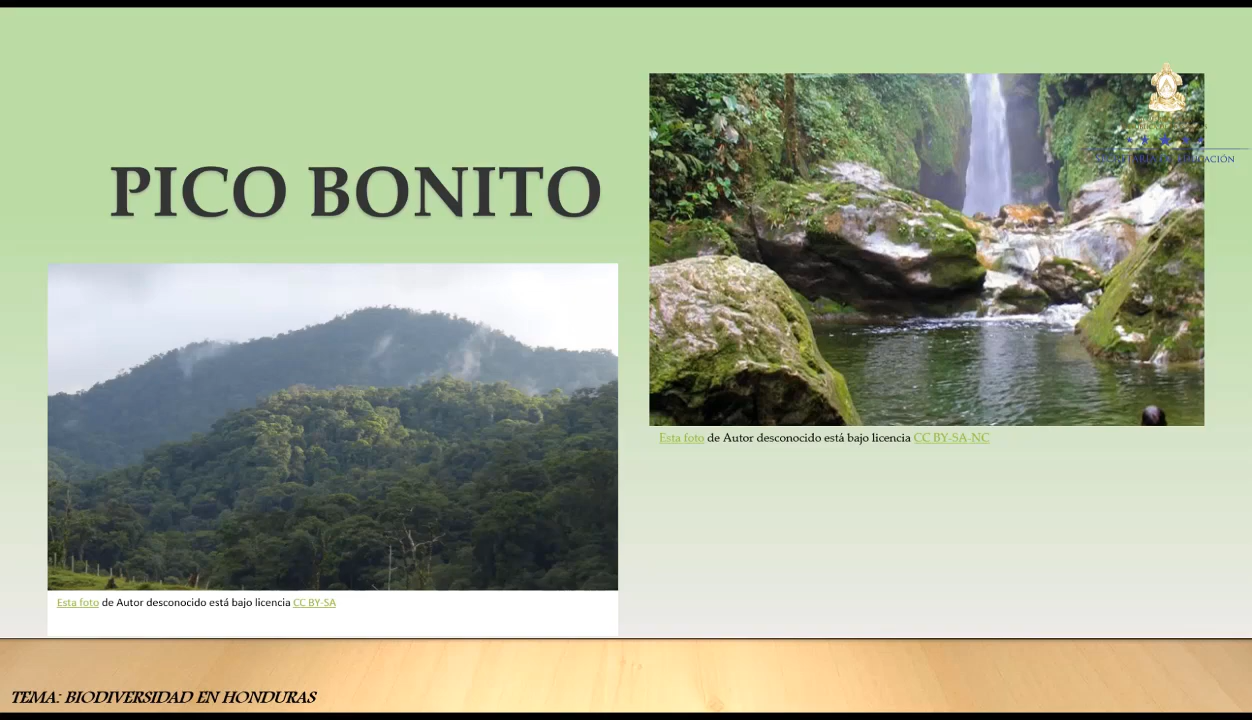 PICO BONITO
Esta foto de Autor desconocido está bajo licencia CC BY-SA-NC
Esta foto de Autor desconocido está bajo licencia CC BY-SA
TEMA: BIODIVERSIDAD EN HONDURAS